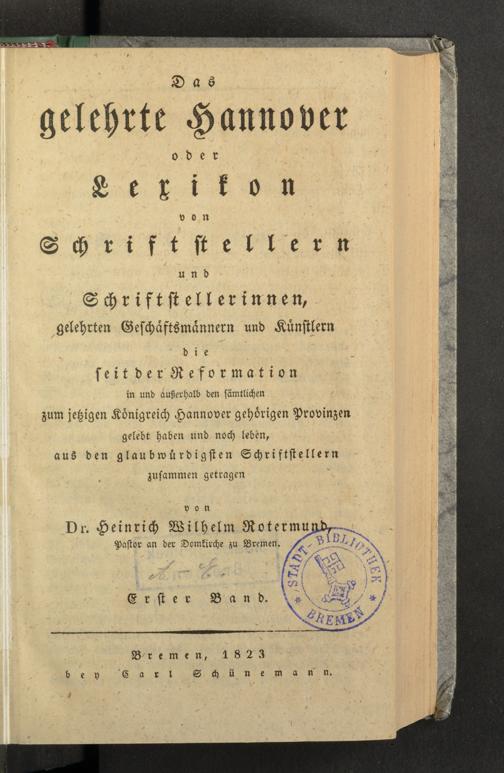 Das
gelehrte Hannover
oder
Lexikon
von
Schriftstellern
und
Schriftstellerinnen,
gelehrten Geschäftsmännern und Künstlern
die
seit der Reformation
in und außerhalb den sämtlichen
zum jetzigen Königreich Hannover gehörigen Provinzen
gelebt haben und noch leben,
aus den glaubwürdigsten Schriftstellern
zusammen getragen
von
Dr. Heinrich Wilhelm Rotermund,
Pastor an der Domkirche zu Bremen.
A-E.
STADT-BIBLIOTHEK
* BREMEN *
Erster Band.
Bremen, 1823
bey Carl Schünemann.